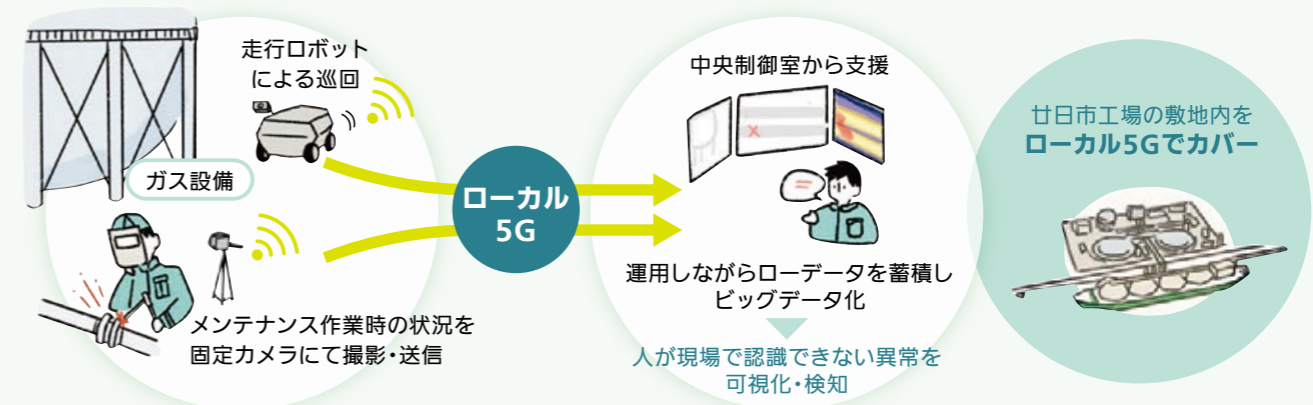 走行ロボット
による巡回
ガス設備
メンテナンス作業時の状況を
固定カメラにて撮影・送信
ローカル
5G
中央制御室から支援
運用しながらローデータを蓄積し
ビッグデータ化
人が現場で認識できない異常を
可視化・検知
廿日市工場の敷地内を
ローカル5Gでカバー